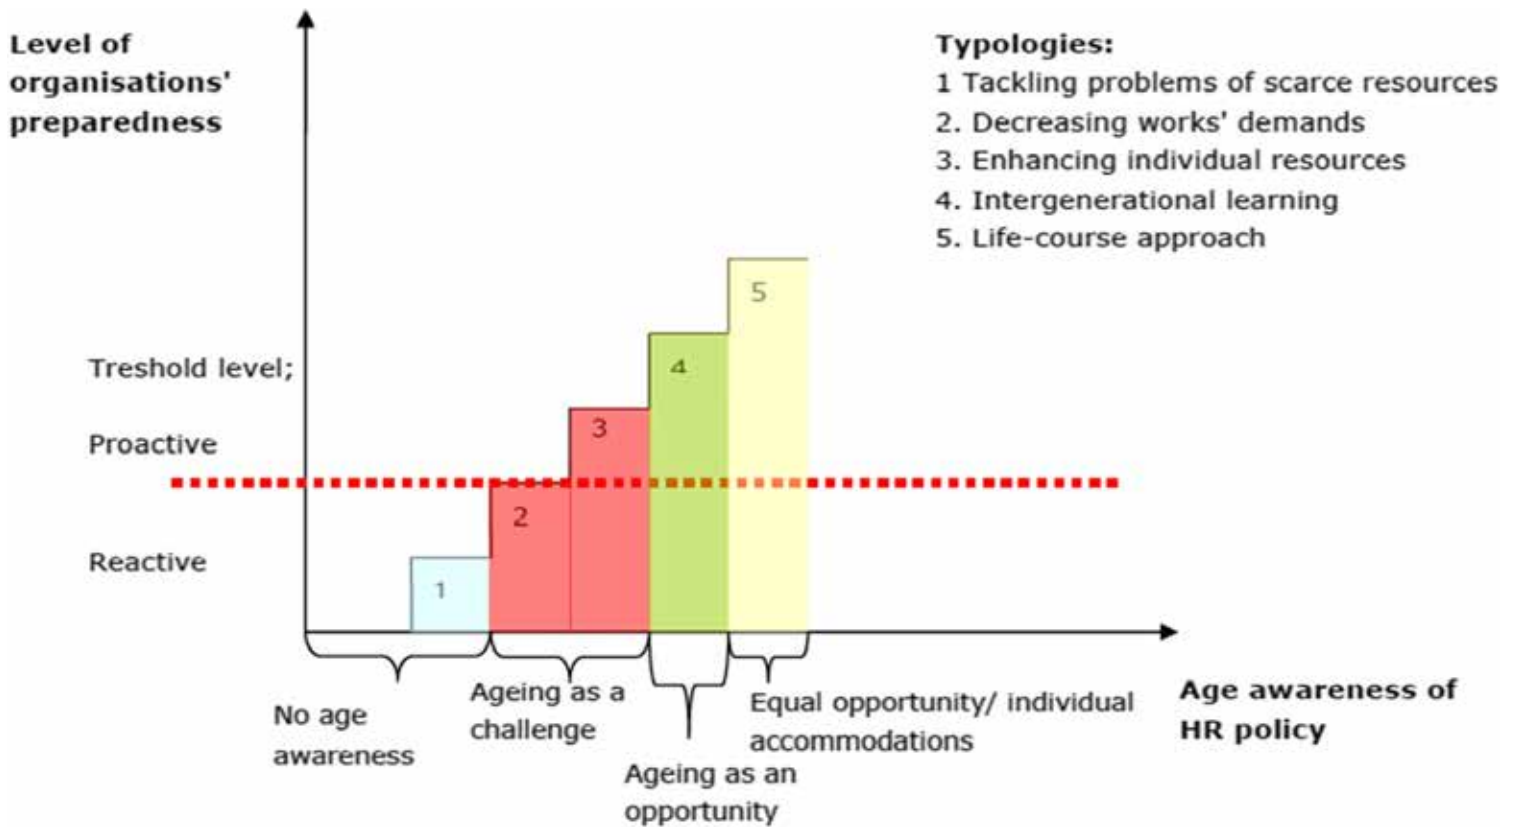 Level of
organisations'
preparedness
Typologies:
1 Tackling problems of scarce resources
2. Decreasing works' demands
3. Enhancing individual resources
4. Intergenerational learning
5. Life-course approach
5
Treshold level;
4
3
Proactive
2
Reactive
1
No age
awareness
Ageing as a
challenge
Ageing as an
opportunity
Equal opportunity/ individual
accommodations
Age awareness of
HR policy